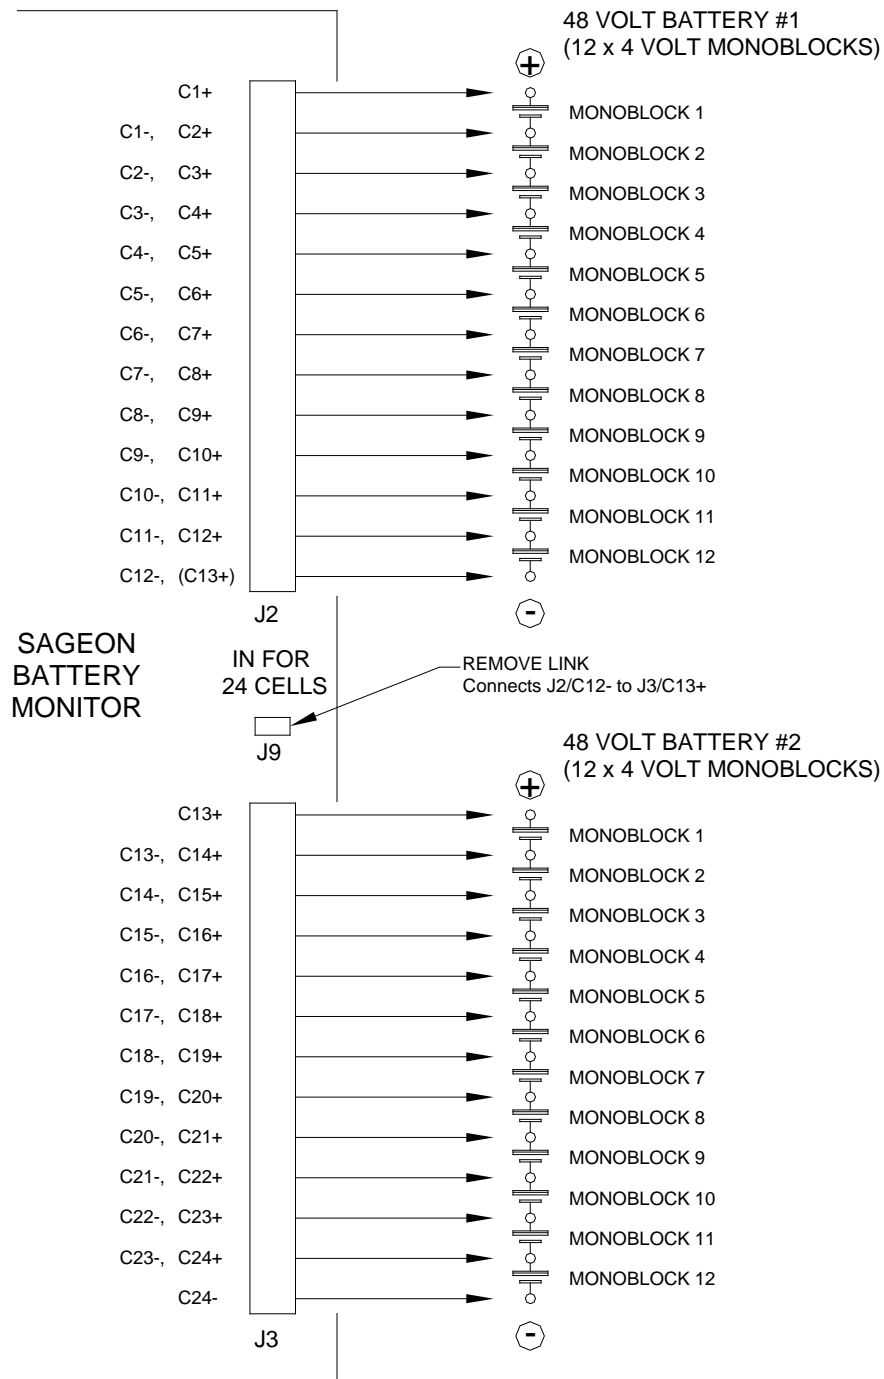 48 VOLT BATTERY #1
(12 x 4 VOLT MONOBLOCKS)
+
C1+
MONOBLOCK 1
C1-, C2+
MONOBLOCK 2
C2-, C3+
MONOBLOCK 3
C3-, C4+
MONOBLOCK 4
C4-, C5+
MONOBLOCK 5
C5-, C6+
MONOBLOCK 6
C6-, C7+
MONOBLOCK 7
C7-, C8+
MONOBLOCK 8
C8-, C9+
MONOBLOCK 9
C9-, C10+
MONOBLOCK 10
C10-, C11+
MONOBLOCK 11
C11-, C12+
MONOBLOCK 12
C12-, (C13+)
J2
-
SAGEON
BATTERY
MONITOR
IN FOR
24 CELLS
J9
REMOVE LINK
Connects J2/C12- to J3/C13+
48 VOLT BATTERY #2
(12 x 4 VOLT MONOBLOCKS)
+
C13+
MONOBLOCK 1
C13-, C14+
MONOBLOCK 2
C14-, C15+
MONOBLOCK 3
C15-, C16+
MONOBLOCK 4
C16-, C17+
MONOBLOCK 5
C17-, C18+
MONOBLOCK 6
C18-, C19+
MONOBLOCK 7
C19-, C20+
MONOBLOCK 8
C20-, C21+
MONOBLOCK 9
C21-, C22+
MONOBLOCK 10
C22-, C23+
MONOBLOCK 11
C23-, C24+
MONOBLOCK 12
C24-
J3
-